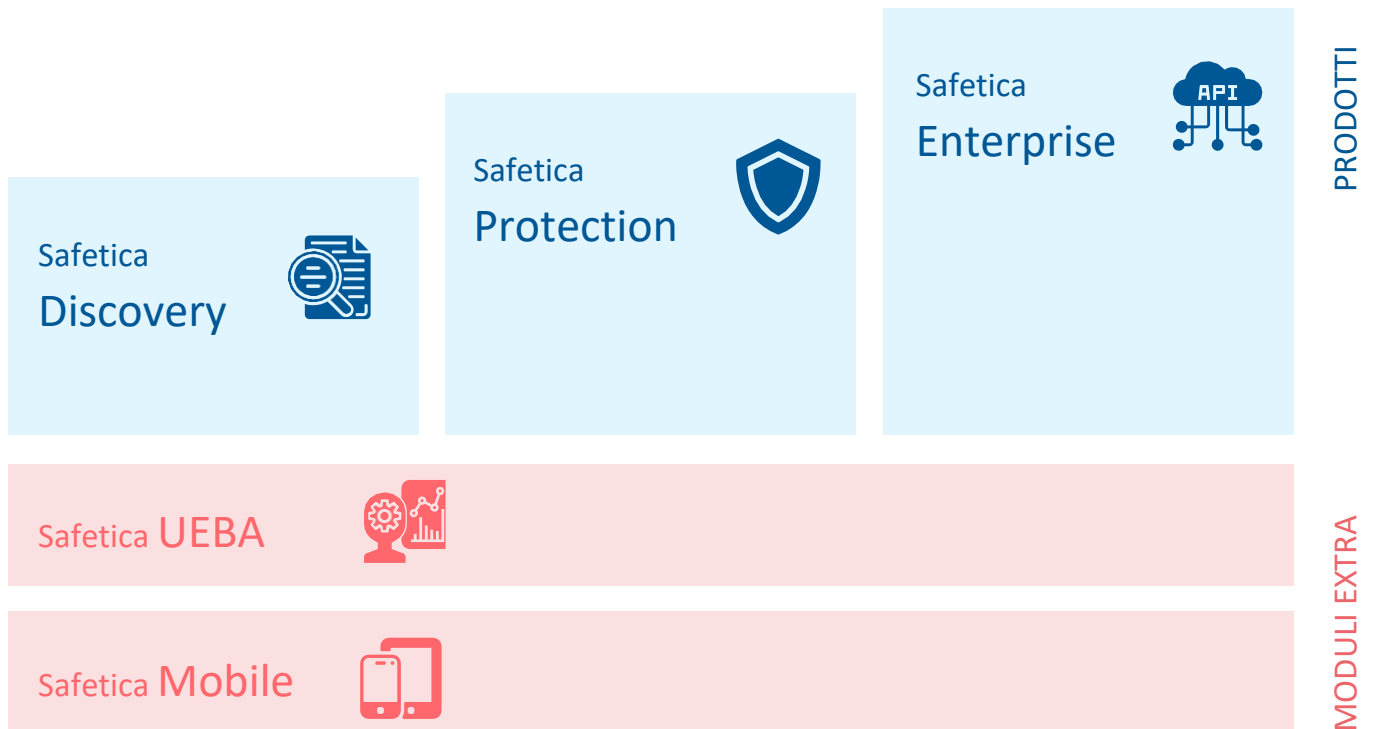 Safetica
Discovery
Safetica
Protection
Safetica
Enterprise
API
PRODOTTI
Safetica UEBA
Safetica Mobile
MODULI EXTRA